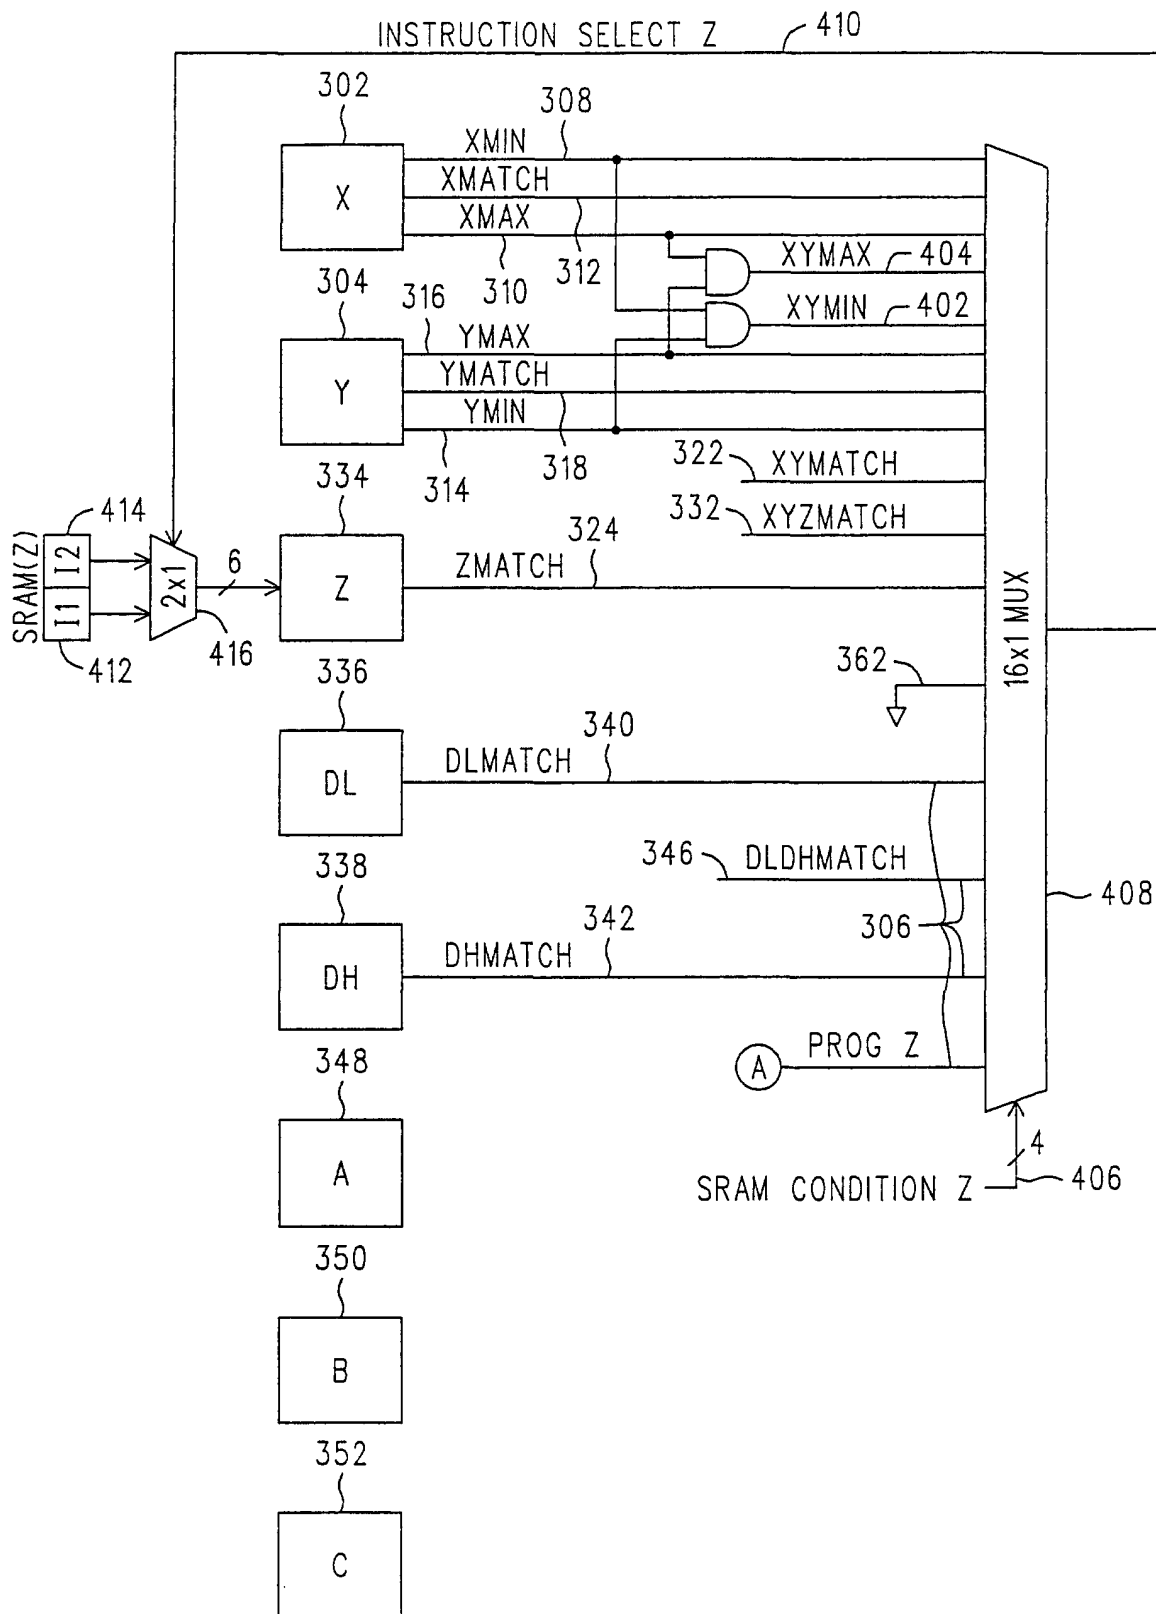 INSTRUCTION SELECT Z
410
302
308
XMIN
X
XMATCH
XMAX
312
310
XYMAX
404
304
316
XYMIN
402
YMAX
Y
YMATCH
YMIN
318
314
322
XYMATCH
334
332
XYZMATCH
414
SRAM(Z)
I2
I1
2x1
6
Z
ZMATCH
324
412
416
16x1 MUX
362
336
340
DLMATCH
DL
338
346
DLDHMATCH
408
342
306
DHMATCH
DH
348
A
PROG Z
A
4
SRAM CONDITION Z
406
350
B
352
C